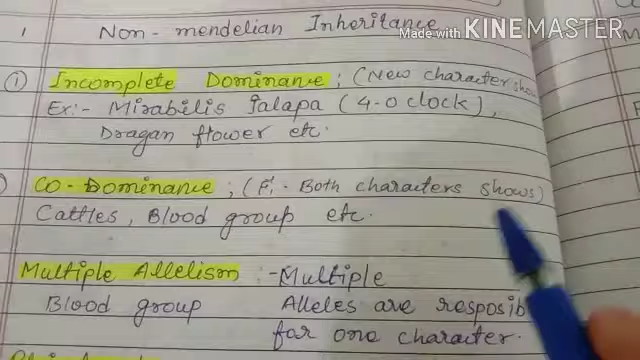 Made with KINEMASTER
1 Non-mendelian Inheritance
(i) Incomplete Dominance; (New character show
Ex:- Mirabilis Jalapa (4-o clock),
Dragan flower etc.
Co-Dominance; (F1- Both characters shows)
Cattles, Blood group etc.
Multiple Allelism :- Multiple
Blood group Alleles are resposib
for one character.